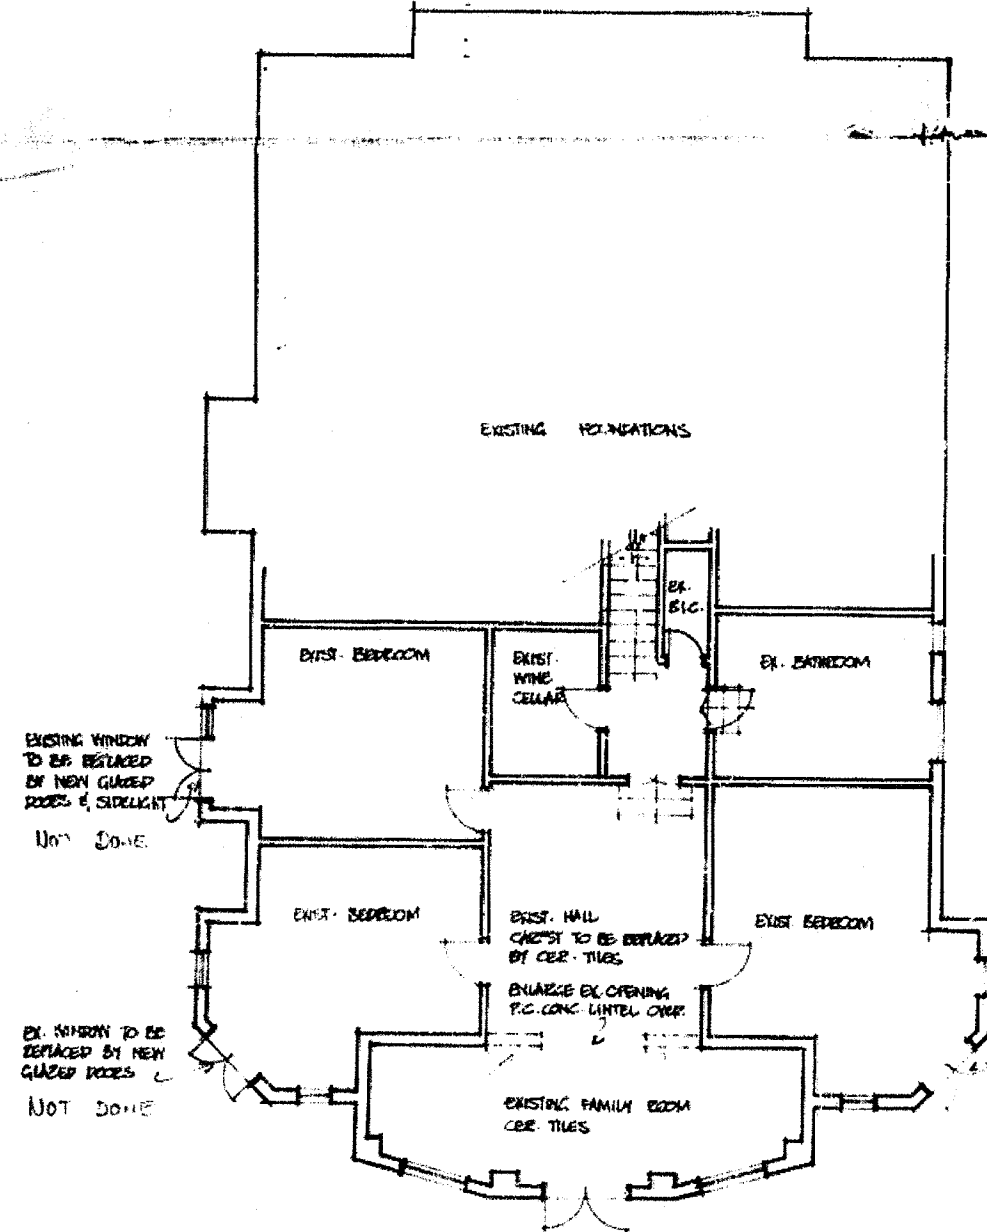 EXISTING FOUNDATIONS
EX.
B.I.C.
EXIST. BEDROOM
EXIST.
WINE
CELLAR
EX. BATHROOM
EXISTING WINDOW
TO BE REPLACED
BY NEW GLAZED
DOORS & SIDELIGHT
NOT DONE
EXIST. BEDROOM
EXIST. HALL
CARPET TO BE REPLACED
BY CER. TILES
EXIST BEDROOM
ENLARGE EX. OPENING
P.C. CONC. LINTEL OVER
EX. WINDOW TO BE
REPLACED BY NEW
GLAZED DOORS
NOT DONE
EXISTING FAMILY ROOM
CER. TILES